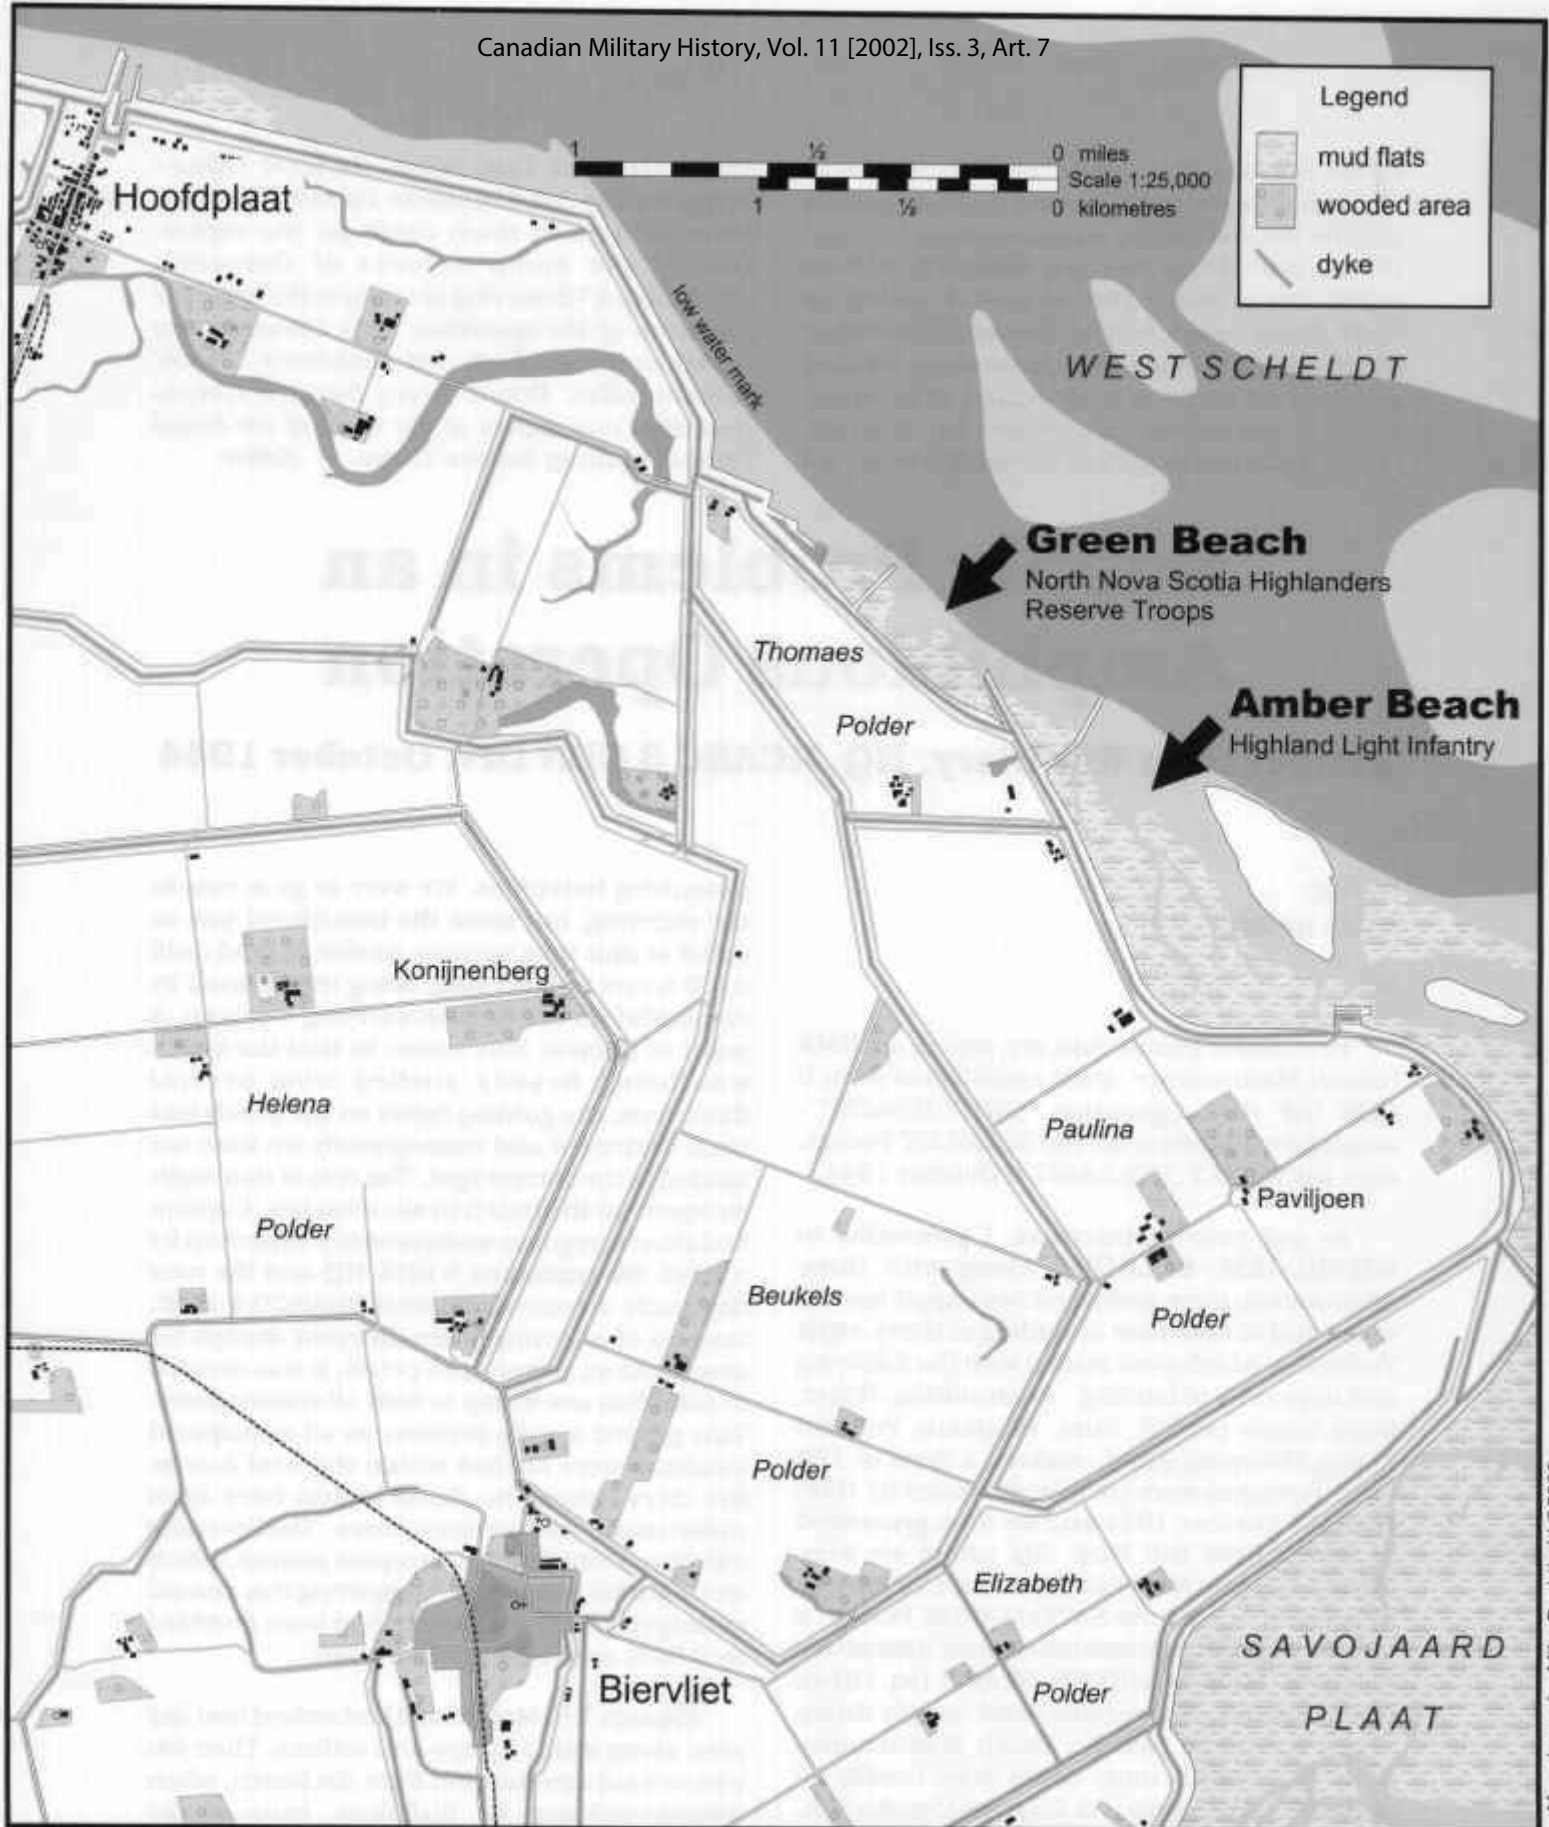 Canadian Military History, Vol. 11 [2002], Iss. 3, Art. 7
Legend
mud flats
wooded area
dyke
1 ½ 0 miles
Scale 1:25,000
1 ½ 0 kilometres
Hoofdplaat
low water mark
WEST SCHELDT
Green Beach
North Nova Scotia Highlanders
Reserve Troops
Thomaes
Polder
Amber Beach
Highland Light Infantry
Konijnenberg
Helena
Polder
Paulina
Paviljoen
Polder
Beukels
Polder
Elizabeth
Polder
SAVOJAARD
PLAAT
Biervliet